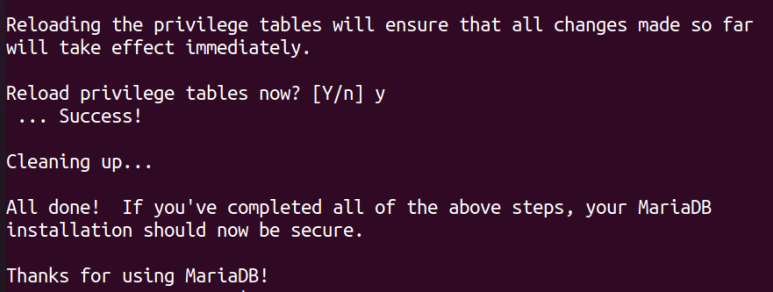 Reloading the privilege tables will ensure that all changes made so far
will take effect immediately.
Reload privilege tables now? [Y/n] y
 ... Success!
Cleaning up...
All done!  If you've completed all of the above steps, your MariaDB
installation should now be secure.
Thanks for using MariaDB!